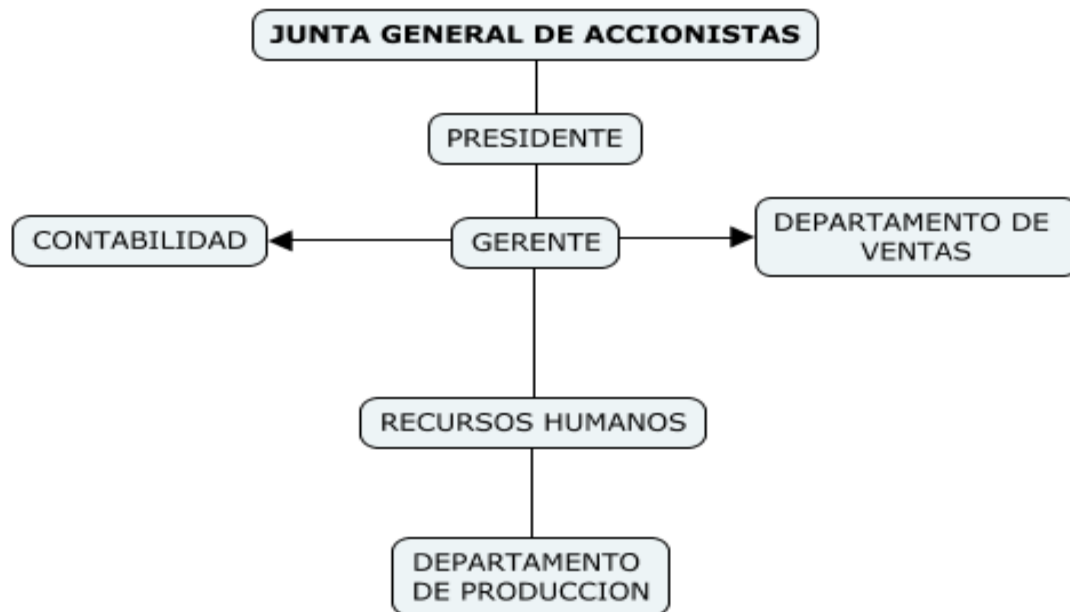 JUNTA GENERAL DE ACCIONISTAS
PRESIDENTE
CONTABILIDAD
GERENTE
DEPARTAMENTO DE
VENTAS
RECURSOS HUMANOS
DEPARTAMENTO
DE PRODUCCION